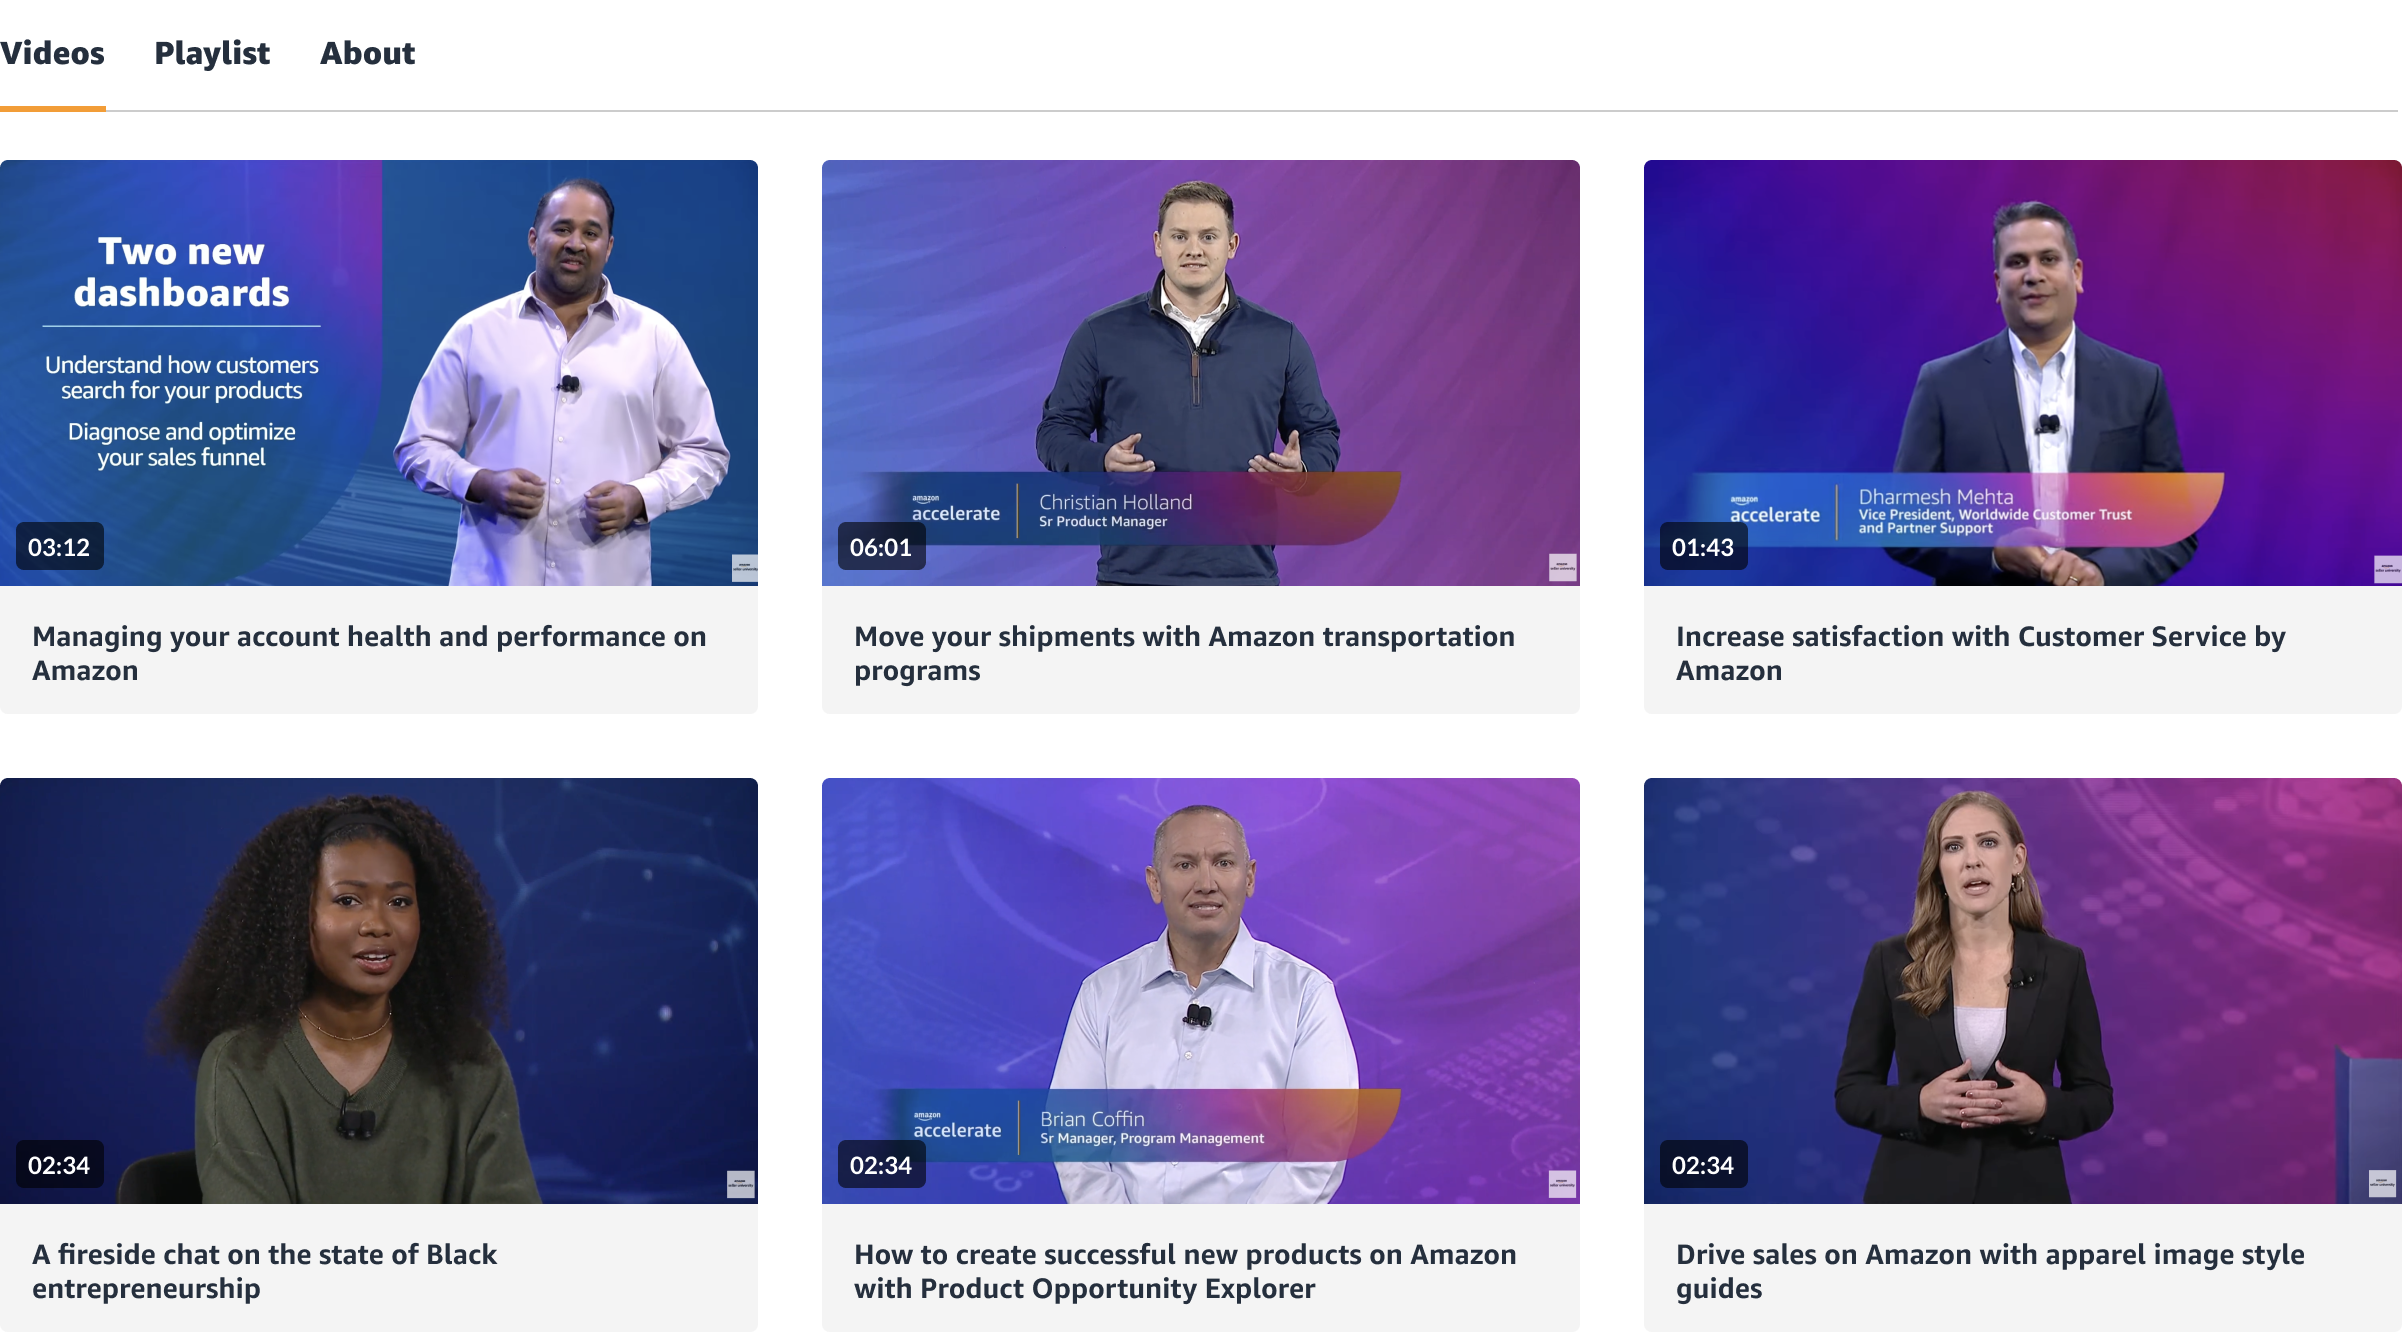 Videos Playlist About
Two new
dashboards
Understand how customers
search for your products
Diagnose and optimize
your sales funnel
03:12
amazon
accelerate
Christian Holland
Sr Product Manager
06:01
amazon
accelerate
Dharmesh Mehta
Vice President, Worldwide Customer Trust
and Partner Support
01:43
Managing your account health and performance on
Amazon
Move your shipments with Amazon transportation
programs
Increase satisfaction with Customer Service by
Amazon
02:34
amazon
accelerate
Brian Coffin
Sr Manager, Program Management
02:34
02:34
A fireside chat on the state of Black
entrepreneurship
How to create successful new products on Amazon
with Product Opportunity Explorer
Drive sales on Amazon with apparel image style
guides